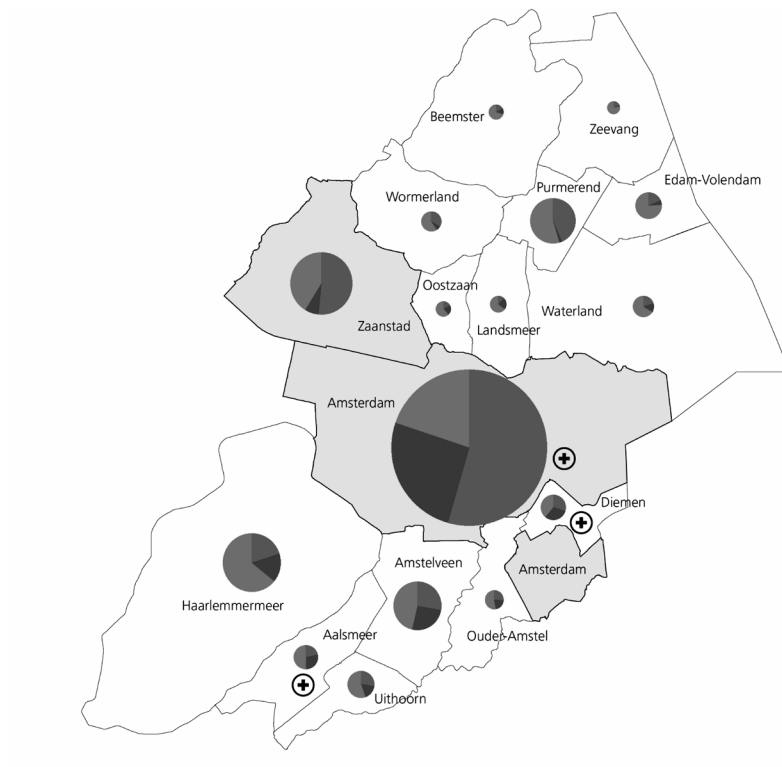 Beemster
Zeevang
Edam-Volendam
Wormerland
Purmerend
Oostzaan
Landsmeer
Waterland
Zaanstad
Amsterdam
Diemen
Amstelveen
Amsterdam
Haarlemmermeer
Aalsmeer
Ouder-Amstel
Uithoorn